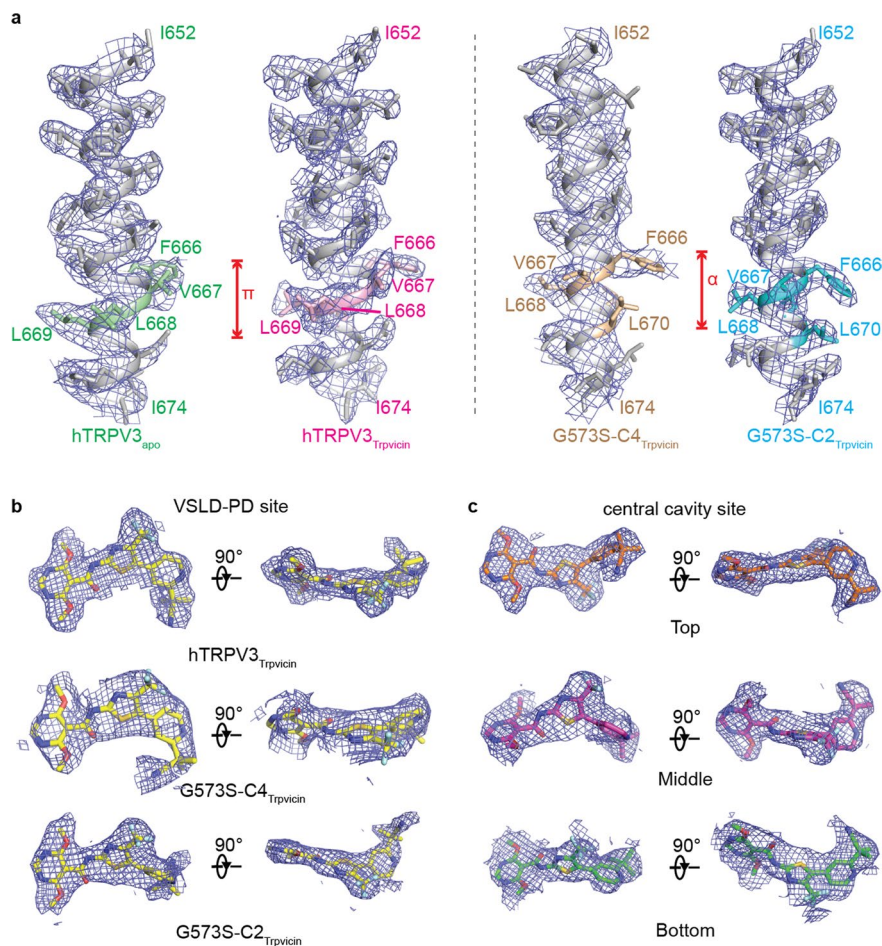 a
I652
I652
I652
I652
F666
V667
L669
L668
I674
hTRPV3apo
π
F666
V667
L669
L668
I674
hTRPV3Trpvicin
F666
V667
L668
L670
I674
G573S-C4Trpvicin
α
V667
F666
L668
L670
I674
G573S-C2Trpvicin
b
VSLD-PD site
90°
hTRPV3Trpvicin
90°
G573S-C4Trpvicin
90°
G573S-C2Trpvicin
c
central cavity site
90°
Top
90°
Middle
90°
Bottom